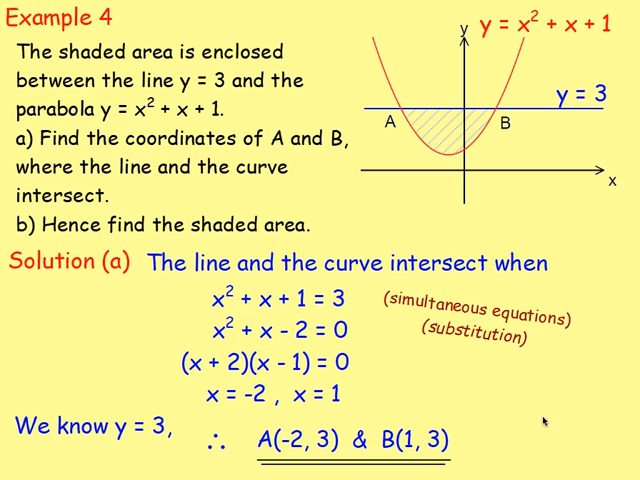 Example 4
y = x² + x + 1
y
The shaded area is enclosed
between the line y = 3 and the
parabola y = x² + x + 1.
y = 3
A
B
a) Find the coordinates of A and B,
where the line and the curve
intersect.
x
b) Hence find the shaded area.
Solution (a) The line and the curve intersect when
x² + x + 1 = 3
(simultaneous equations)
x² + x - 2 = 0
(substitution)
(x + 2)(x - 1) = 0
x = -2 , x = 1
We know y = 3,
∴ A(-2, 3) & B(1, 3)